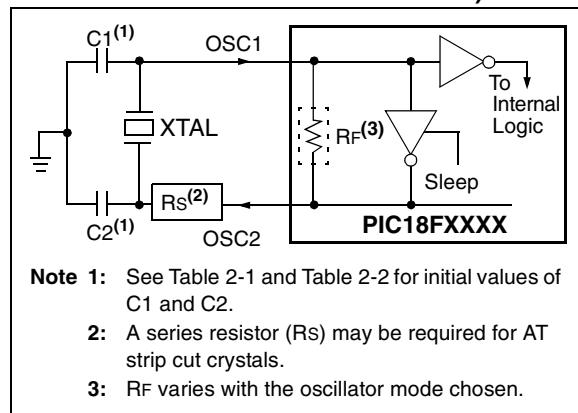 C1(1)
OSC1
To
Internal
Logic
XTAL
RF(3)
Sleep
C2(1)
RS(2)
OSC2
PIC18FXXXX
Note 1: See Table 2-1 and Table 2-2 for initial values of
C1 and C2.
2: A series resistor (RS) may be required for AT
strip cut crystals.
3: RF varies with the oscillator mode chosen.